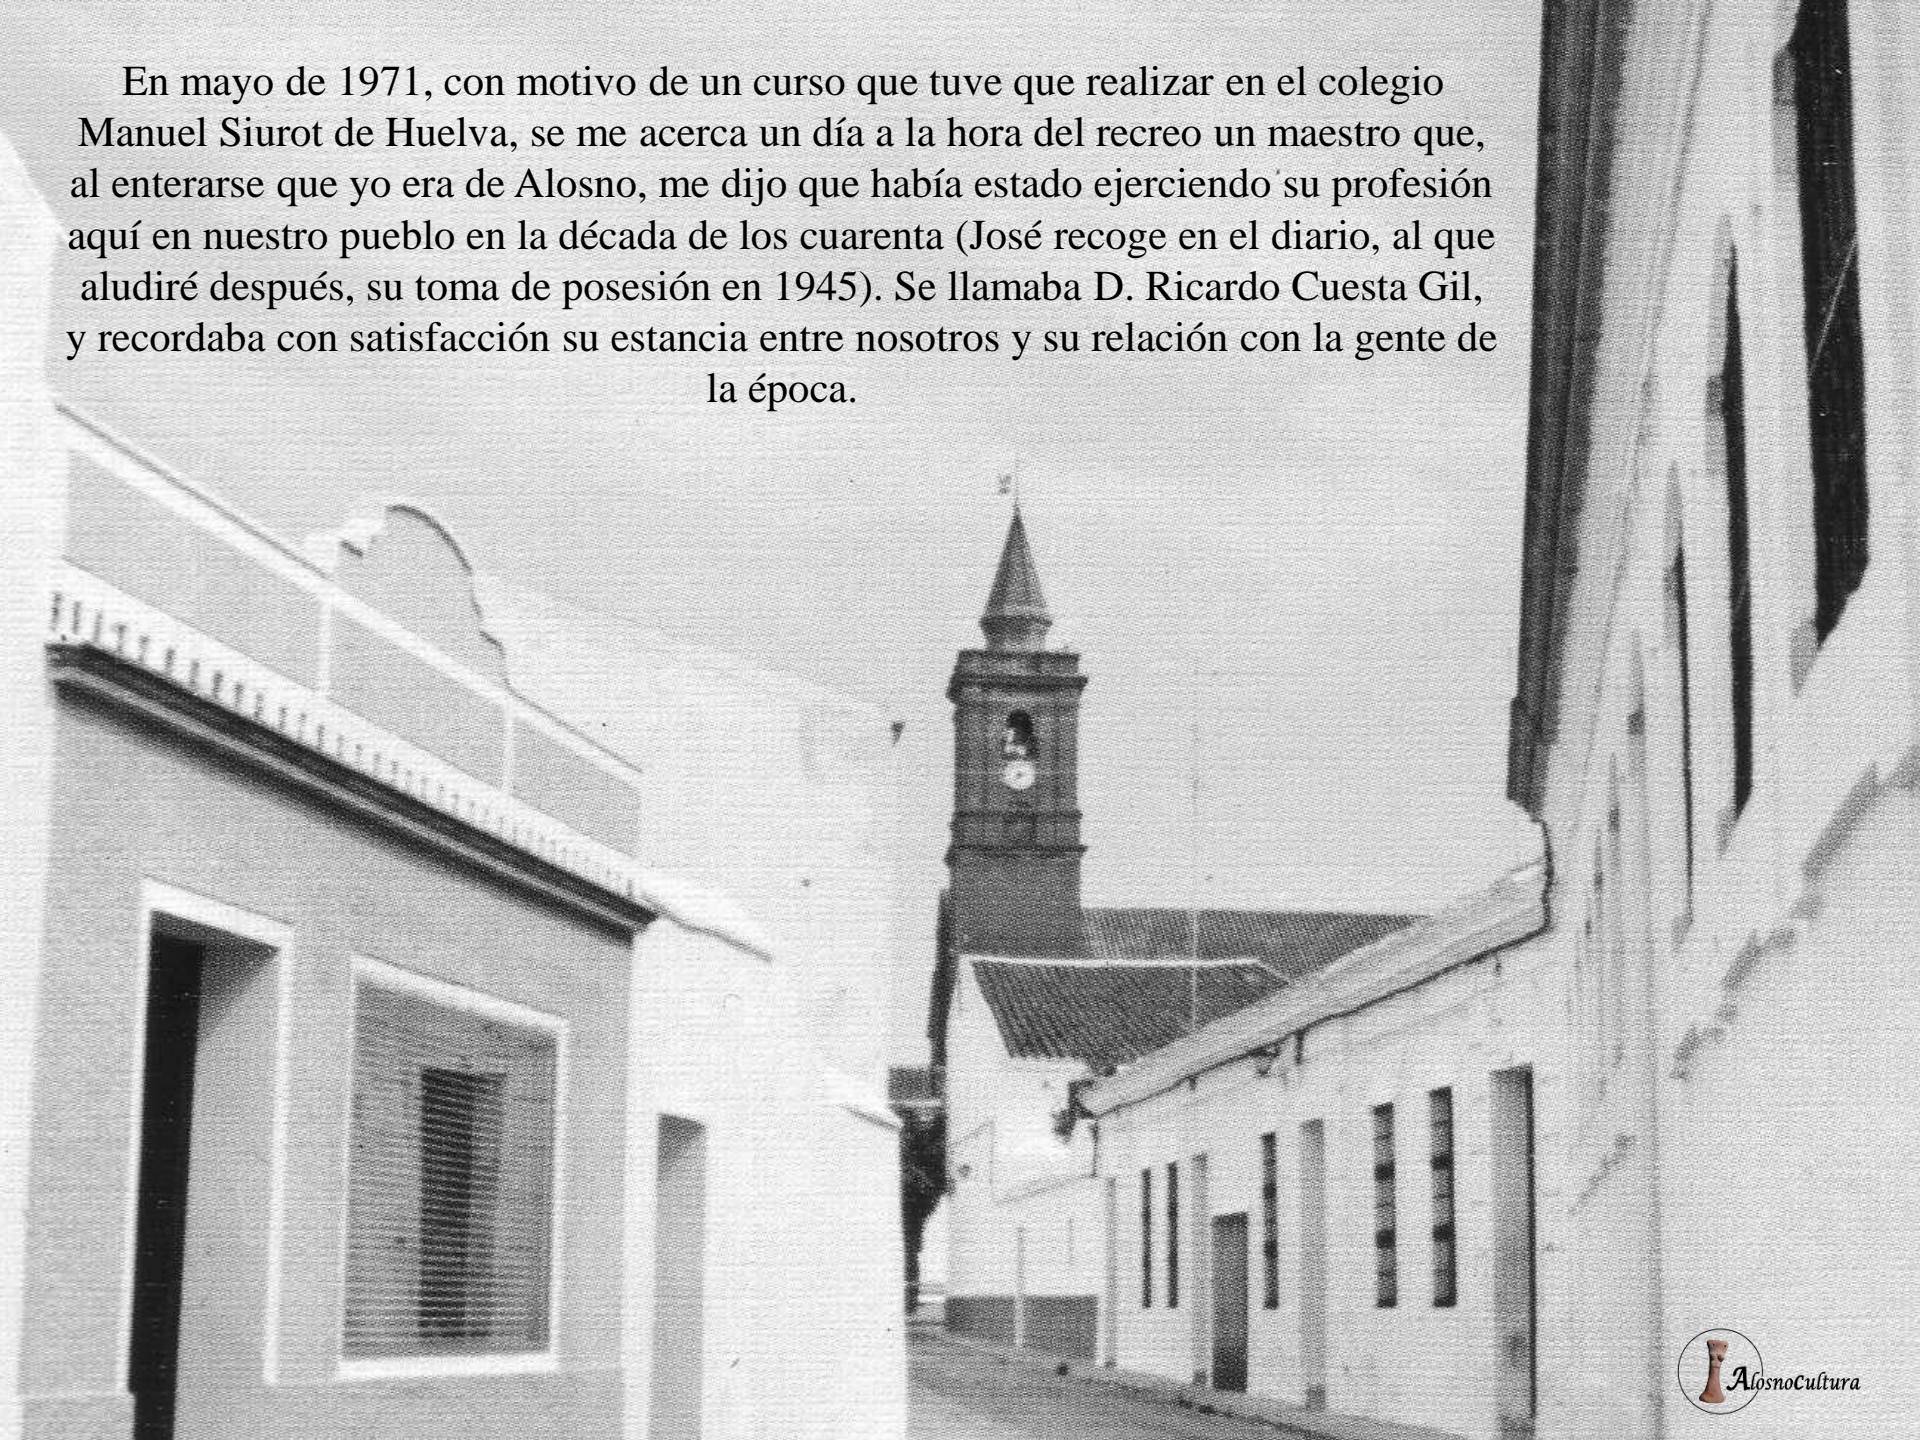 En mayo de 1971, con motivo de un curso que tuve que realizar en el colegio
Manuel Siurot de Huelva, se me acerca un día a la hora del recreo un maestro que,
al enterarse que yo era de Alosno, me dijo que había estado ejerciendo su profesión
aquí en nuestro pueblo en la década de los cuarenta (José recoge en el diario, al que
aludiré después, su toma de posesión en 1945). Se llamaba D. Ricardo Cuesta Gil,
y recordaba con satisfacción su estancia entre nosotros y su relación con la gente de
la época.
AlosnoCultura